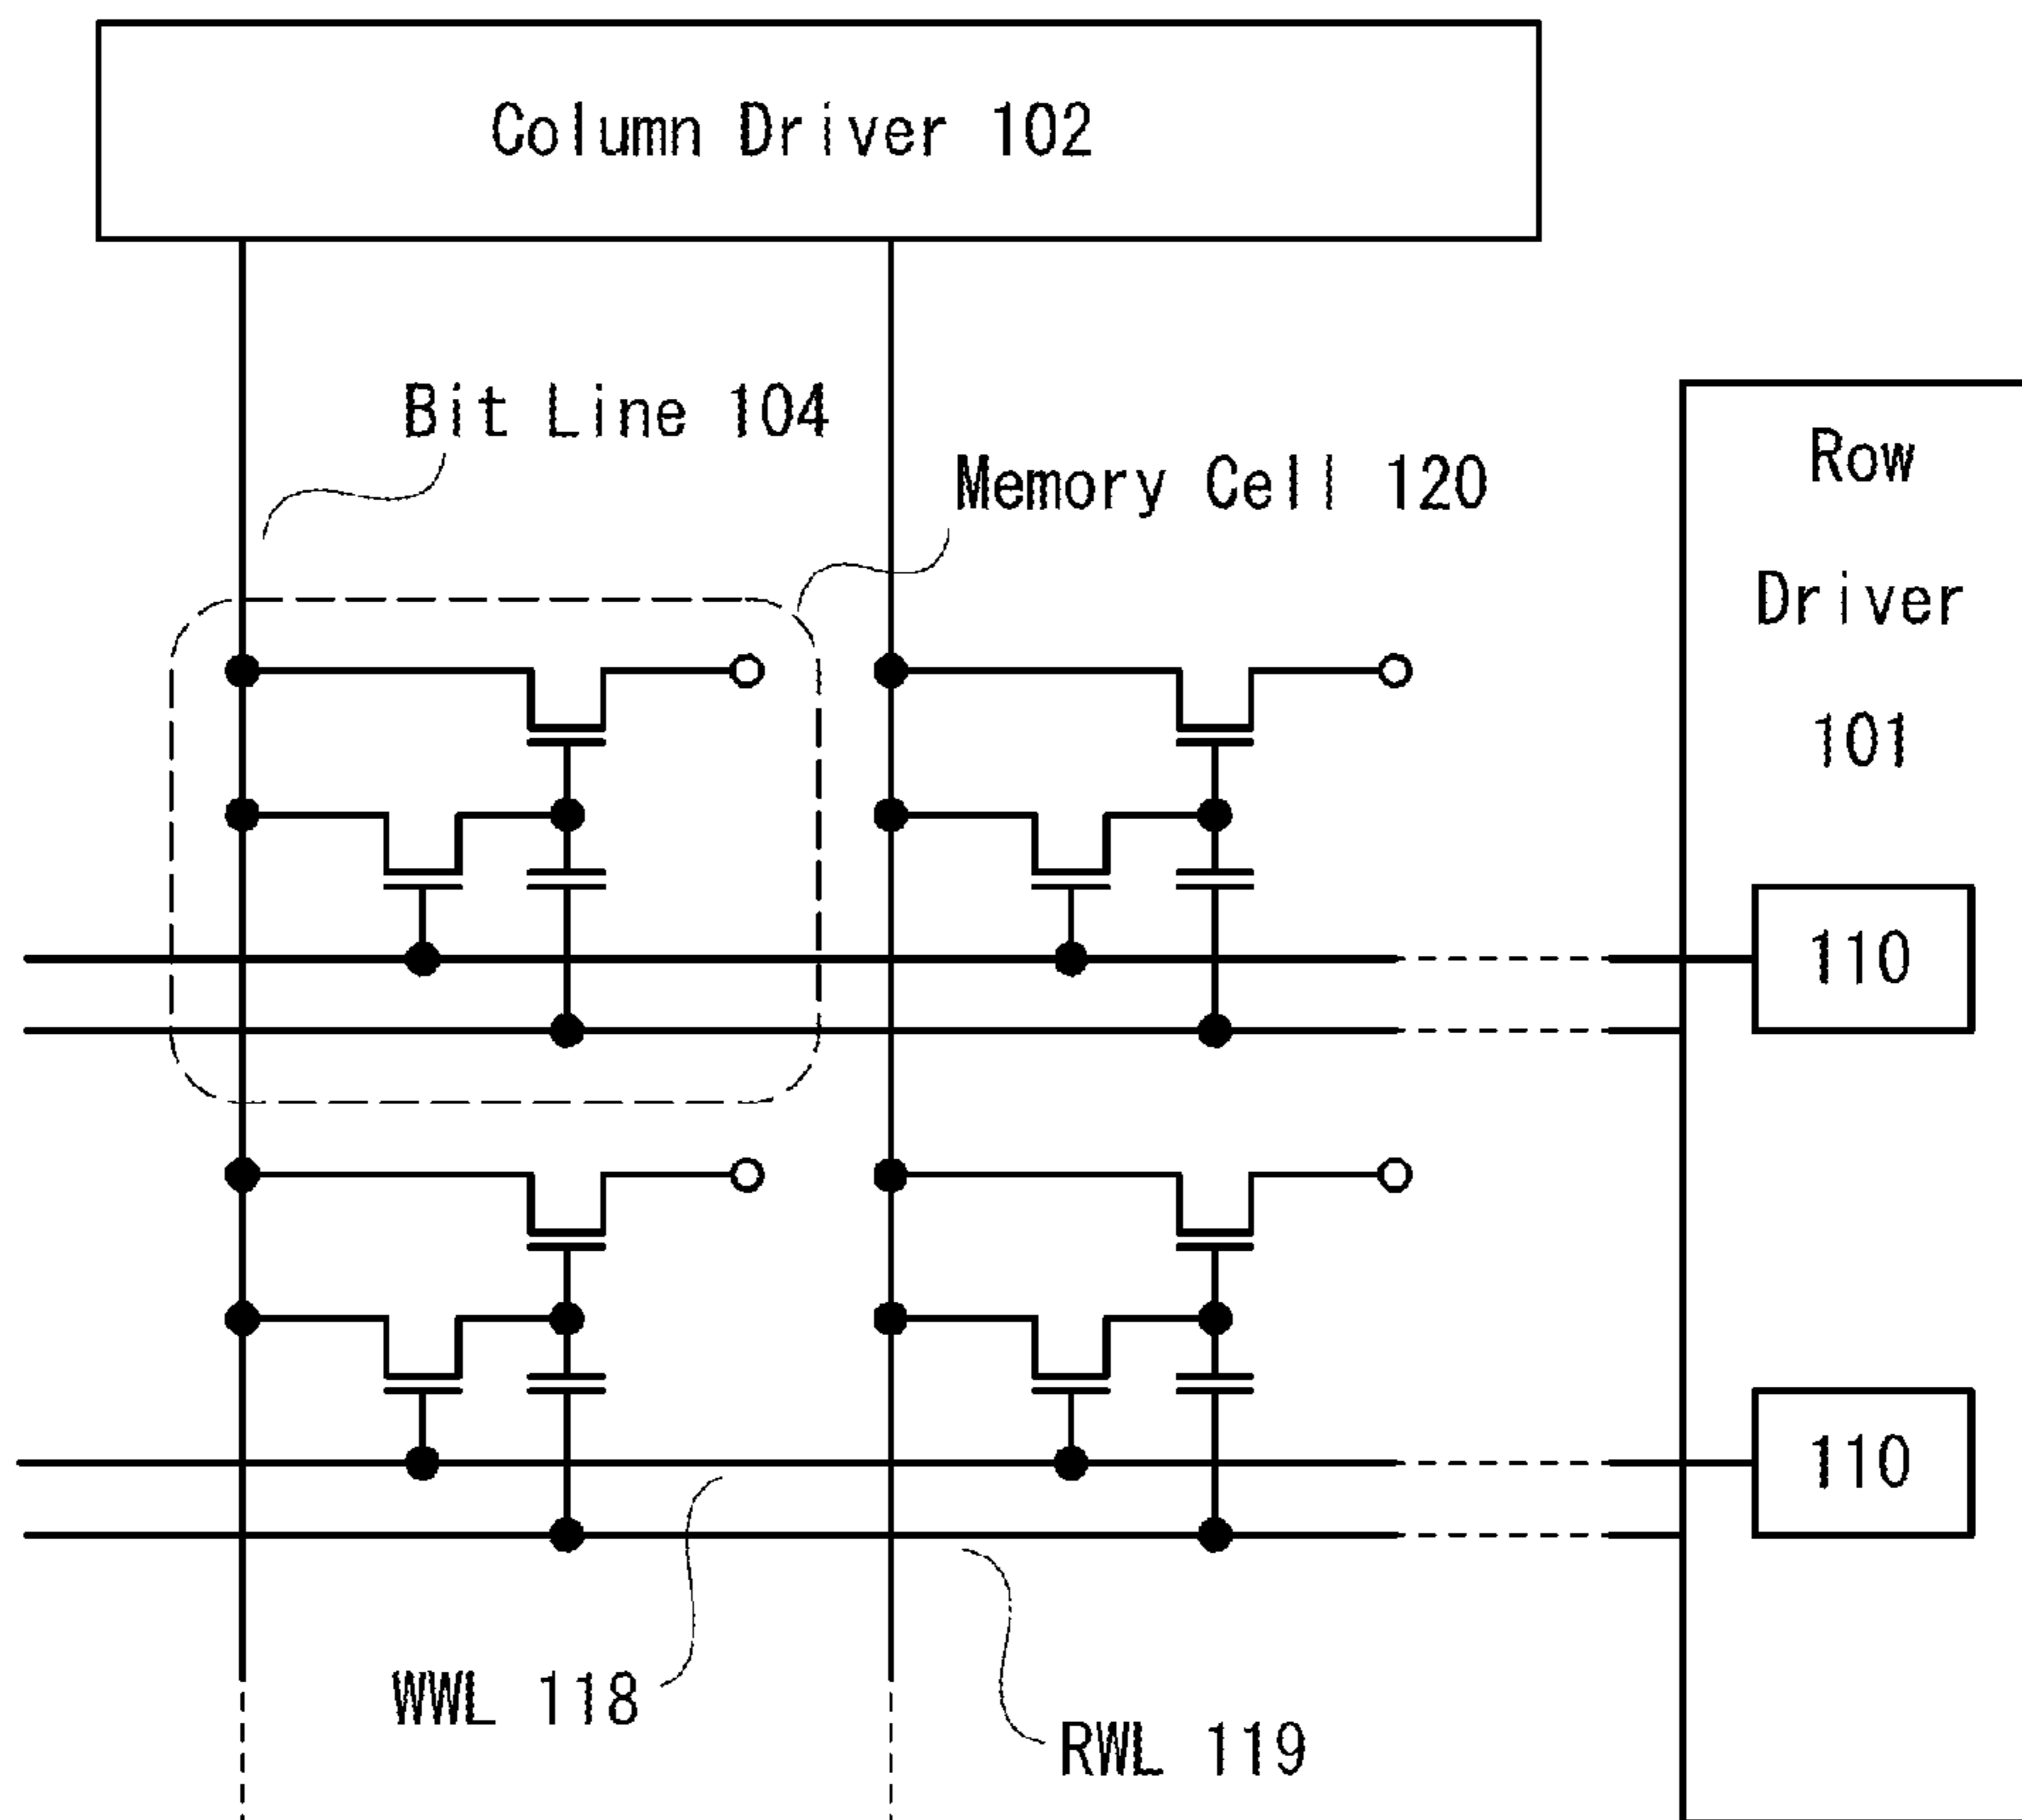 Column Driver 102
Bit Line 104
Memory Cell 120
Row
Driver
101
110
110
WWL 118
RWL 119